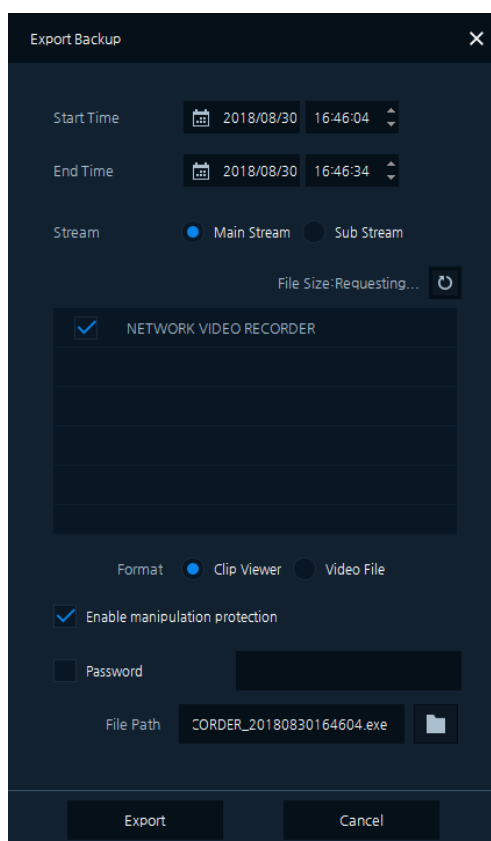 Export Backup
Start Time 2018/08/30 16:46:04
End Time 2018/08/30 16:46:34
Stream Main Stream Sub Stream
File Size:Requesting...
NETWORK VIDEO RECORDER
Format Clip Viewer Video File
Enable manipulation protection
Password
File Path CORDER_20180830164604.exe
Export Cancel